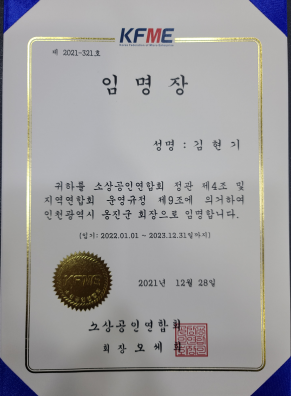 KFME
제 2021-321호
임 명 장
성명 : 김 현 기
귀하를 소상공인연합회 정관 제4조 및
지역연합회 운영규정 제9조에 의거하여
인천광역시 옹진군 회장으로 임명합니다.
(임기: 2022.01.01 ~ 2023.12.31일까지)
2021년 12월 28일
KFME
소상공인연합회
회장 오세희